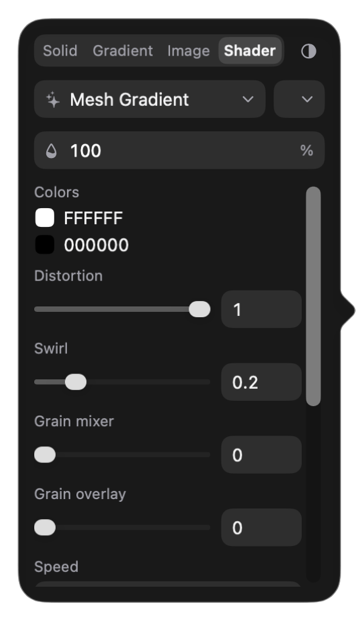 Solid Gradient Image Shader
Mesh Gradient
100 %
Colors
FFFFFF
000000
Distortion
1
Swirl
0.2
Grain mixer
0
Grain overlay
0
Speed